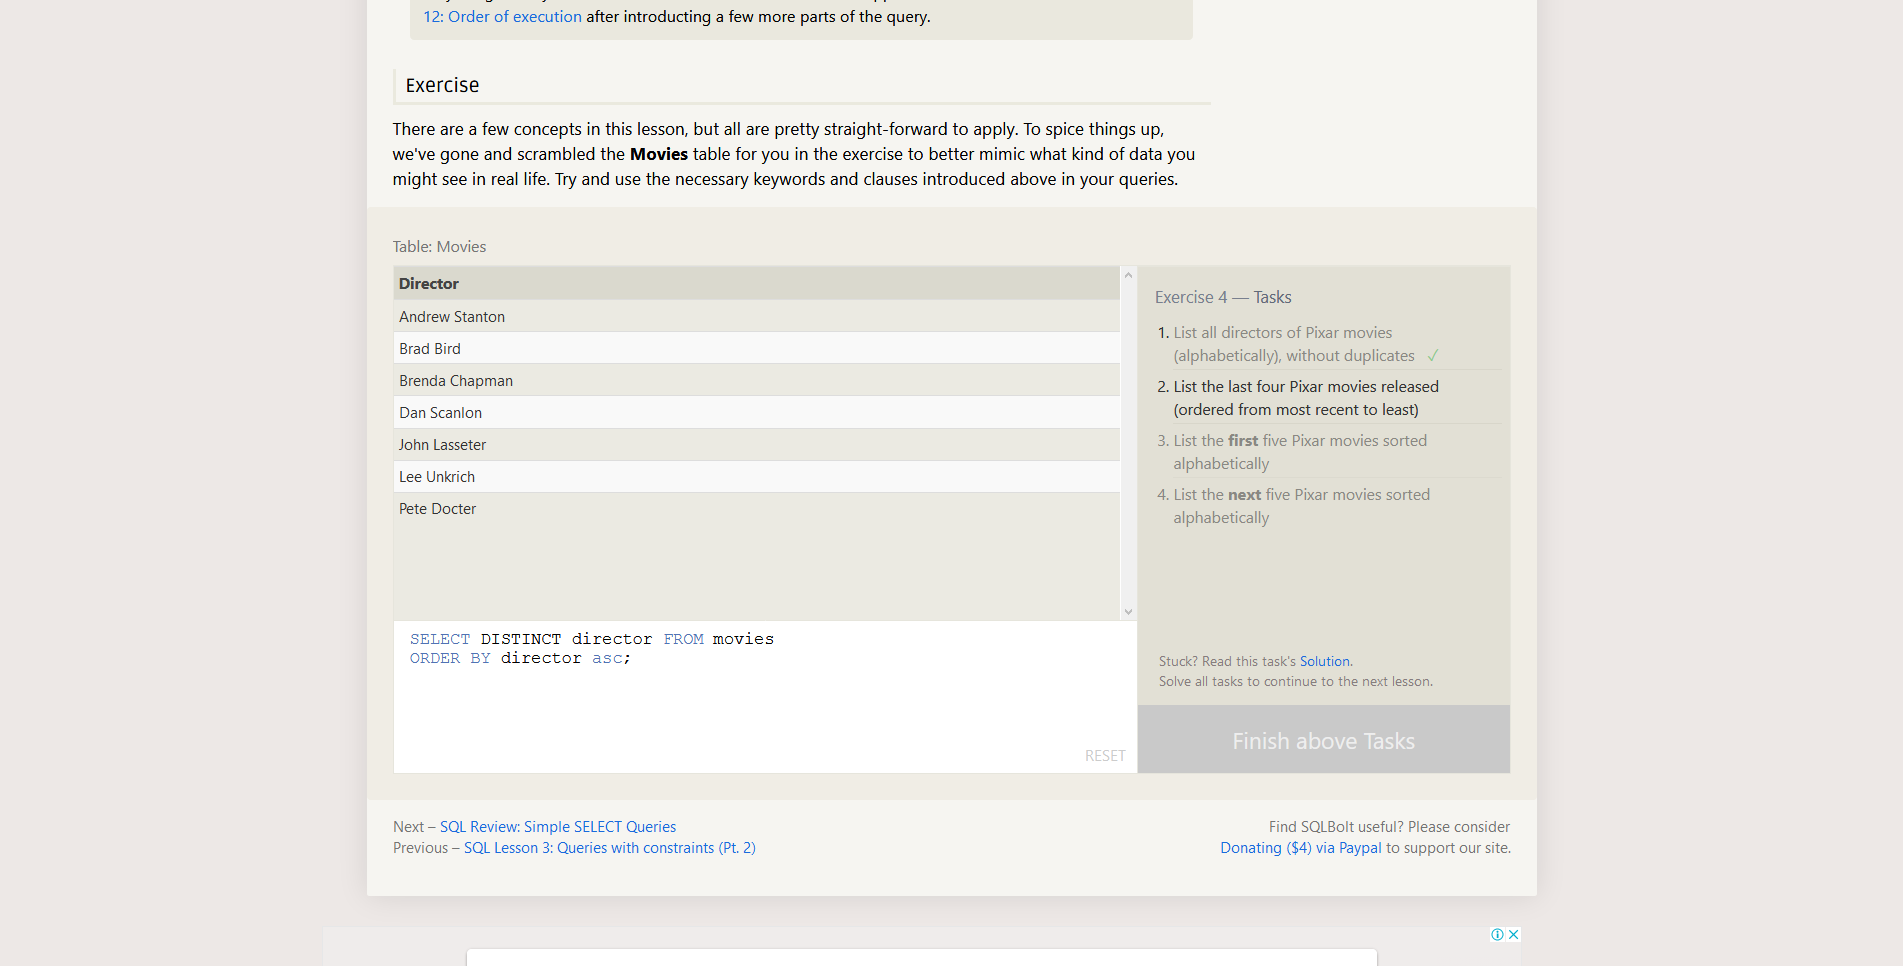 12: Order of execution after introducting a few more parts of the query.
Exercise
There are a few concepts in this lesson, but all are pretty straight-forward to apply. To spice things up,
we've gone and scrambled the Movies table for you in the exercise to better mimic what kind of data you
might see in real life. Try and use the necessary keywords and clauses introduced above in your queries.
Table: Movies
Director
Andrew Stanton
Brad Bird
Brenda Chapman
Dan Scanlon
John Lasseter
Lee Unkrich
Pete Docter
SELECT DISTINCT director FROM movies
ORDER BY director asc;
RESET
Exercise 4 — Tasks
1. List all directors of Pixar movies
(alphabetically), without duplicates ✓
2. List the last four Pixar movies released
(ordered from most recent to least)
3. List the first five Pixar movies sorted
alphabetically
4. List the next five Pixar movies sorted
alphabetically
Stuck? Read this task's Solution.
Solve all tasks to continue to the next lesson.
Finish above Tasks
Next – SQL Review: Simple SELECT Queries
Previous – SQL Lesson 3: Queries with constraints (Pt. 2)
Find SQLBolt useful? Please consider
Donating ($4) via Paypal to support our site.